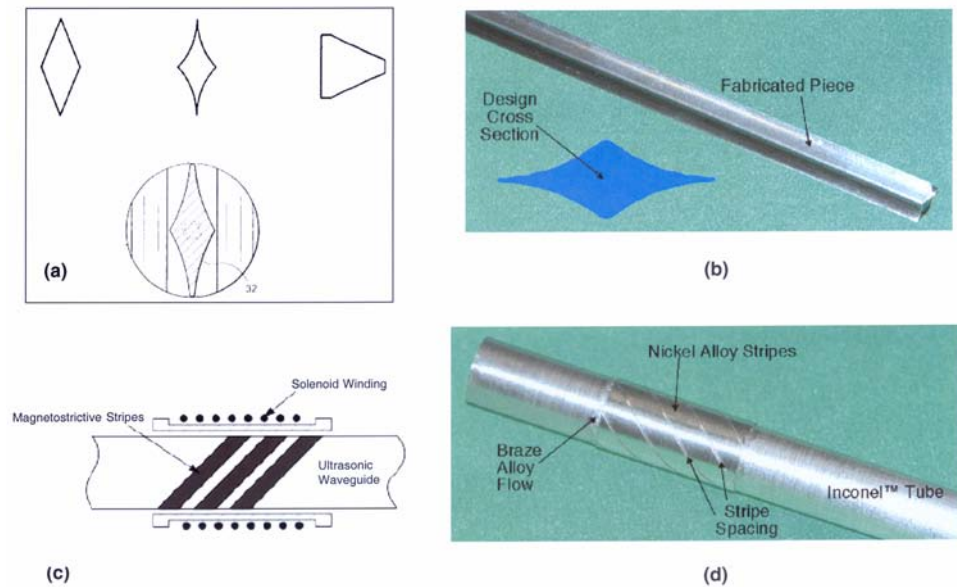 (a)
32
Design
Cross
Section
Fabricated Piece
(b)
Solenoid Winding
Magnetostrictive Stripes
Ultrasonic
Waveguide
(c)
Nickel Alloy Stripes
Braze
Alloy
Flow
Stripe
Spacing
Inconel™ Tube
(d)